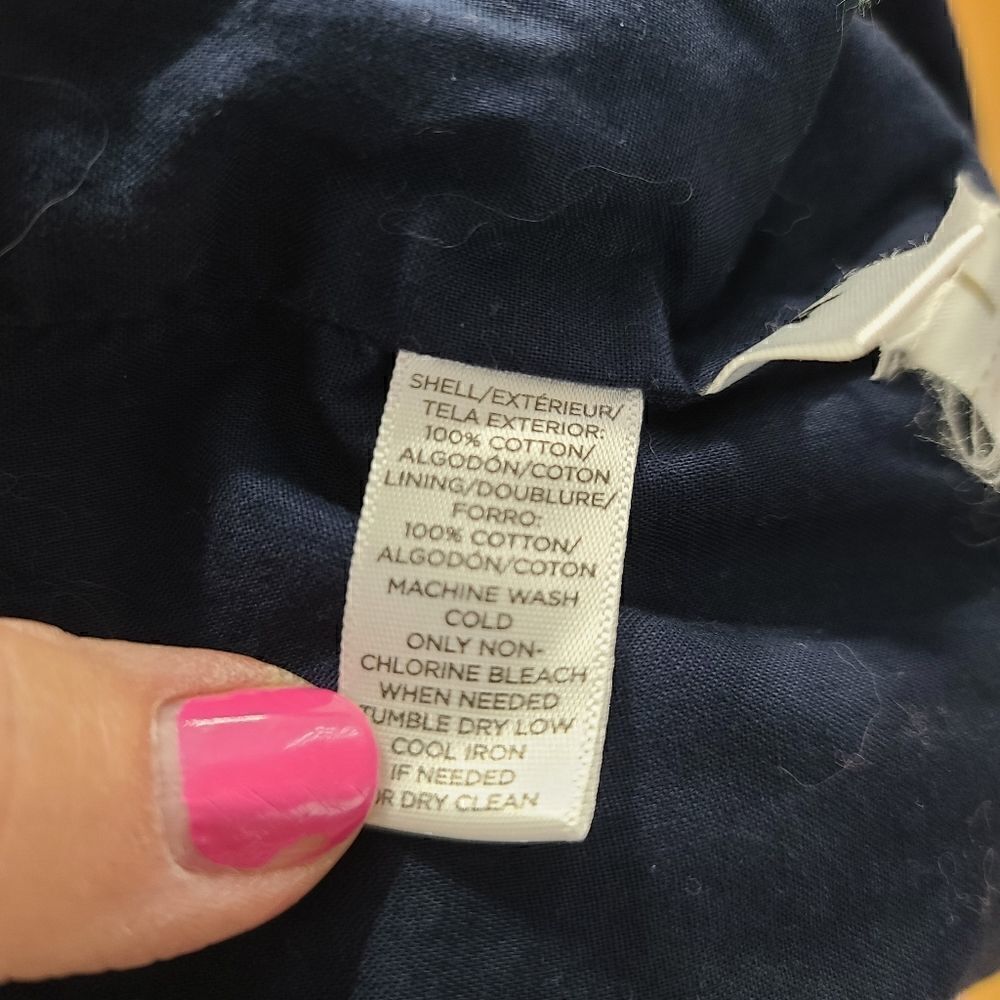 SHELL/EXTÉRIEUR/
TELA EXTERIOR:
100% COTTON/
ALGODÓN/COTON
LINING/DOUBLURE/
FORRO:
100% COTTON/
ALGODÓN/COTON
MACHINE WASH
COLD
ONLY NON-
CHLORINE BLEACH
WHEN NEEDED
TUMBLE DRY LOW
COOL IRON
IF NEEDED
OR DRY CLEAN